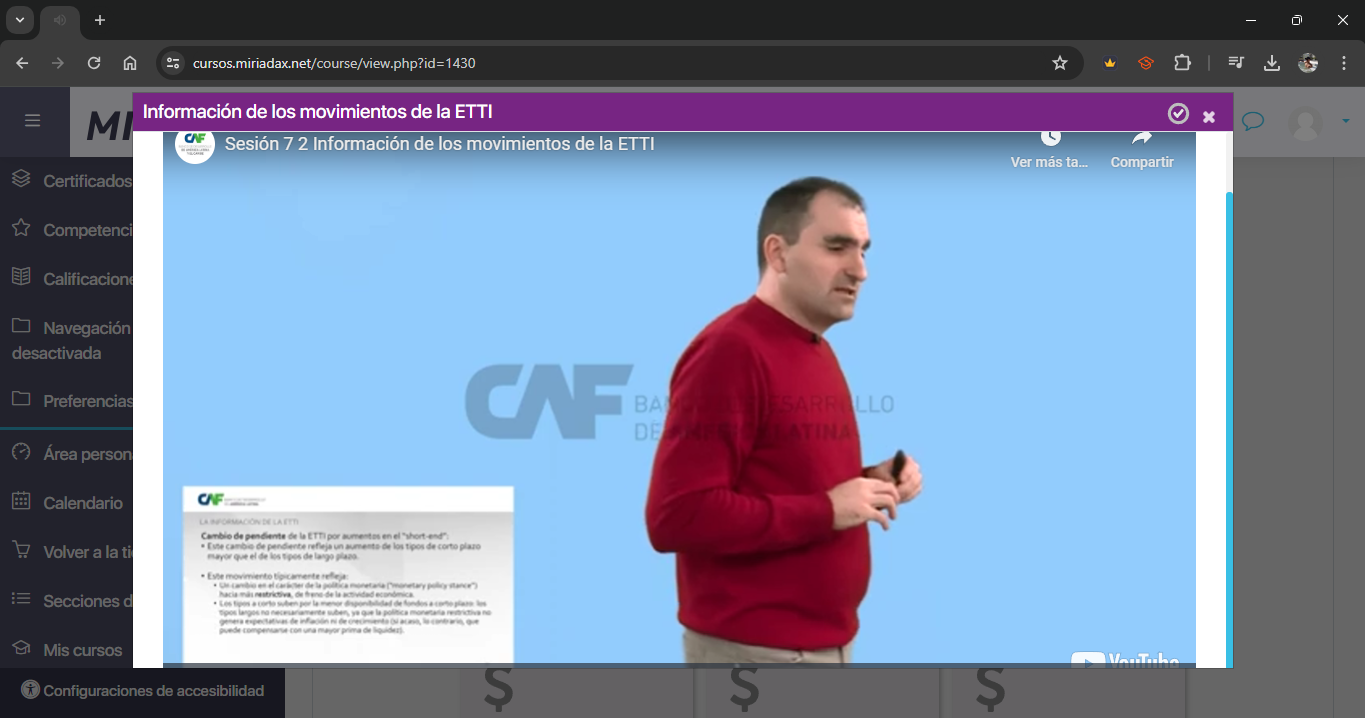 cursos.miriadax.net/course/view.php?id=1430
MI
Información de los movimientos de la ETTI
CAF
Sesión 7 2 Información de los movimientos de la ETTI
Ver más ta...
Compartir
Certificados
Competenci
Calificacione
Navegación
desactivada
Preferencias
Área person
Calendario
Volver a la ti
Secciones d
Mis cursos
Configuraciones de accesibilidad
CAF
CAF
LA INFORMACIÓN DE LA ETTI
Cambio de pendiente de la ETTI por aumentos en el "short-end":
• Este cambio de pendiente refleja un aumento de los tipos de corto plazo
mayor que el de los tipos de largo plazo.
• Este movimiento típicamente refleja:
• Un cambio en el carácter de la política monetaria ("monetary policy stance")
hacia más restrictiva, de freno de la actividad económica.
• Los tipos a corto suben por la menor disponibilidad de fondos a corto plazo: los
tipos largos no necesariamente suben, ya que la política monetaria restrictiva no
genera expectativas de inflación ni de crecimiento (si acaso, lo contrario, que
puede compensarse con una mayor prima de liquidez).
YouTube
$ $ $